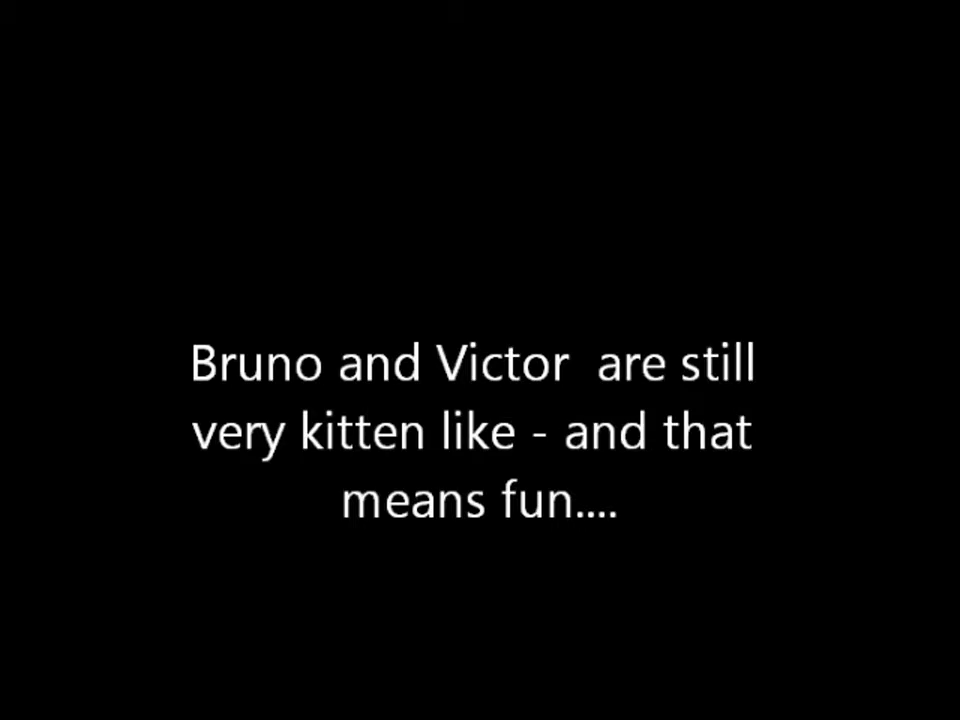 Bruno and Victor  are still
very kitten like - and that
means fun....